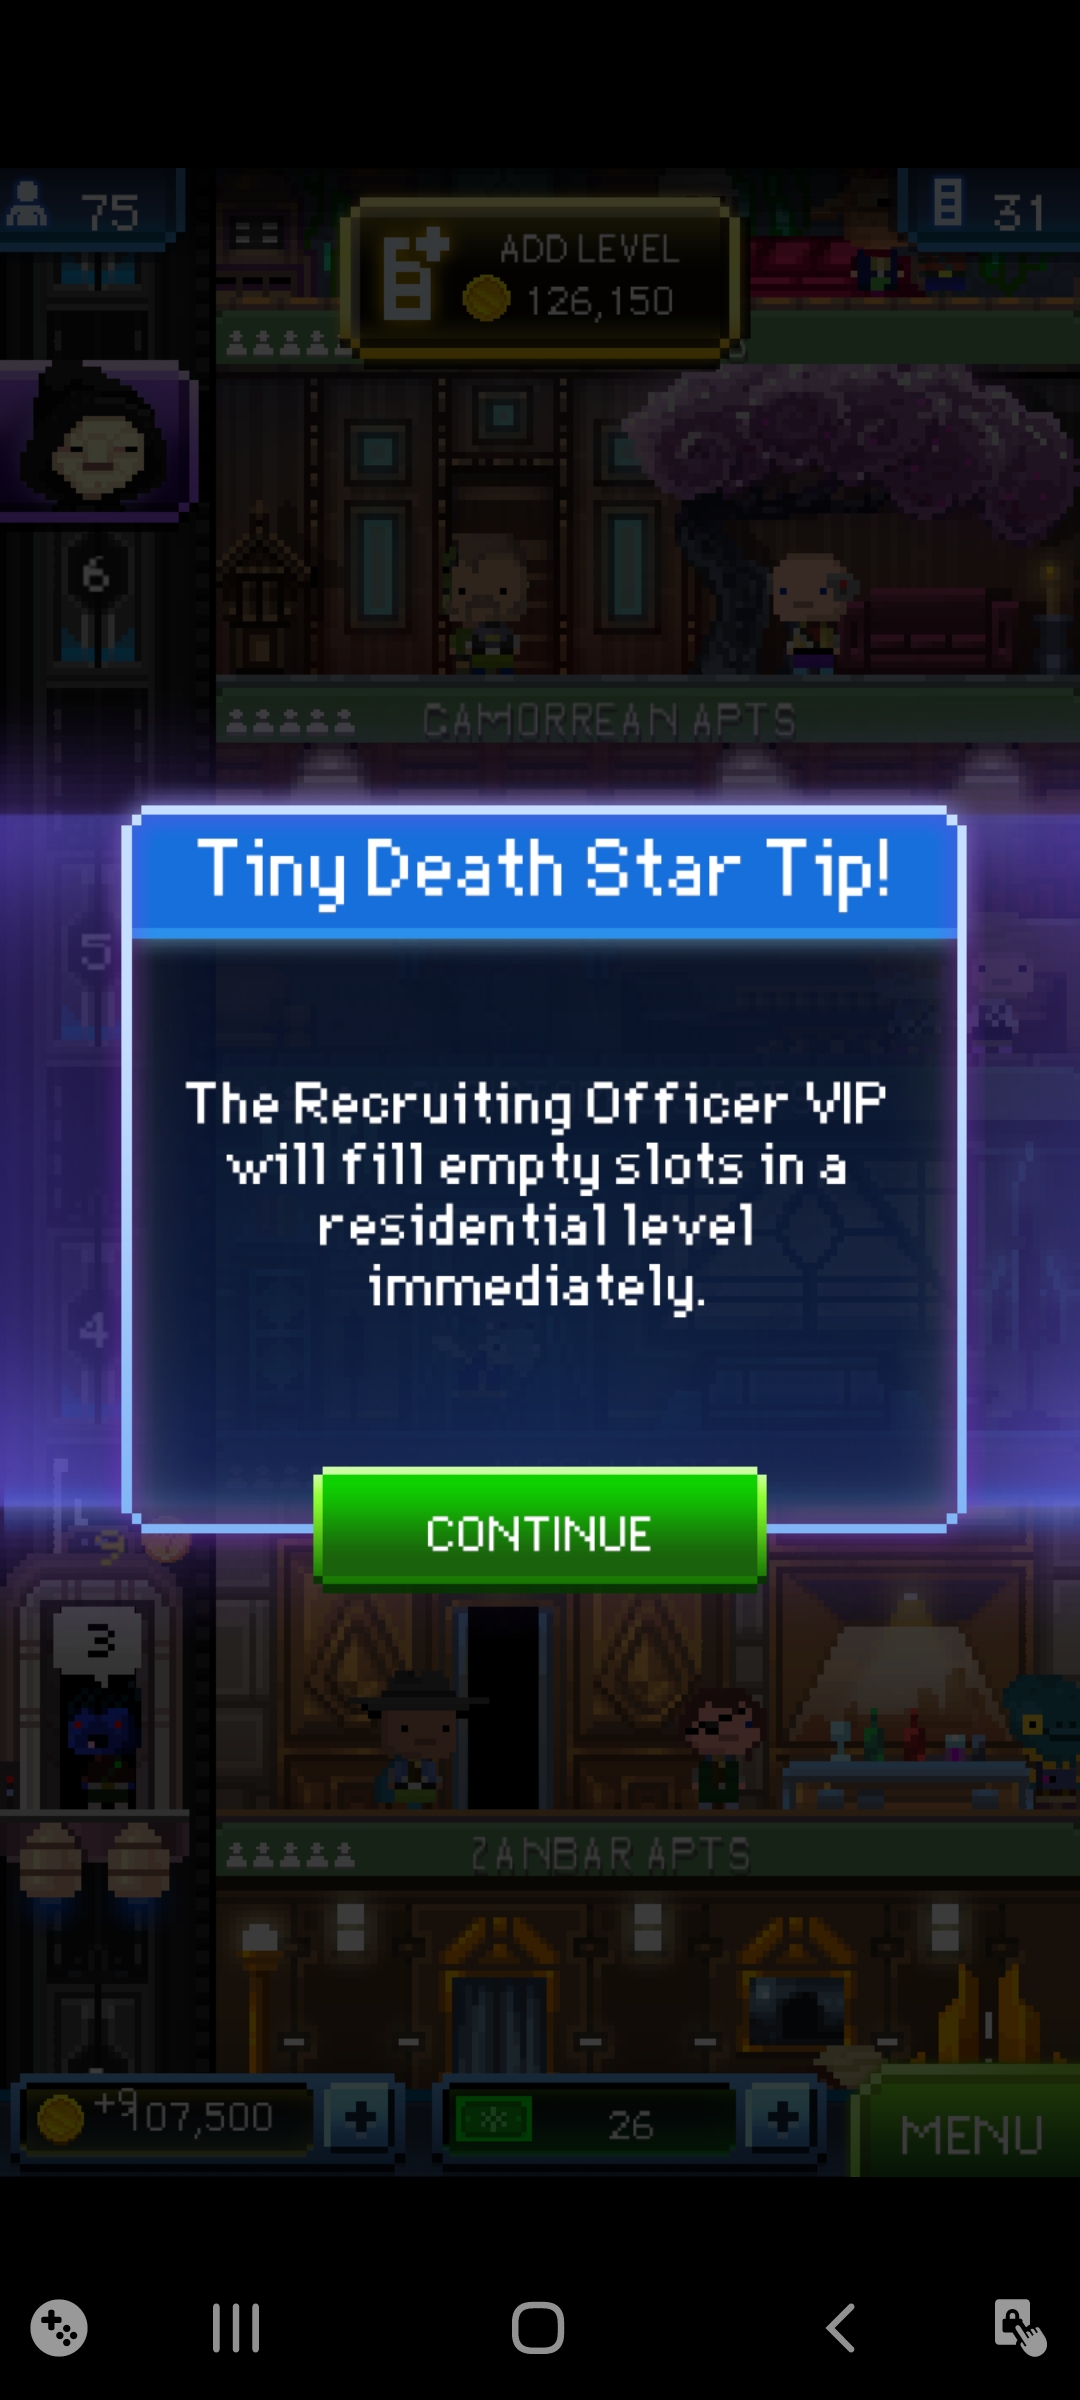 75
31
ADD LEVEL
126,150
6
CAMORREAN APTS
Tiny Death Star Tip!
5
The Recruiting Officer VIP
will fill empty slots in a
residential level
immediately.
4
CONTINUE
9
3
ZANBAR APTS
+9
107,500
26
MENU